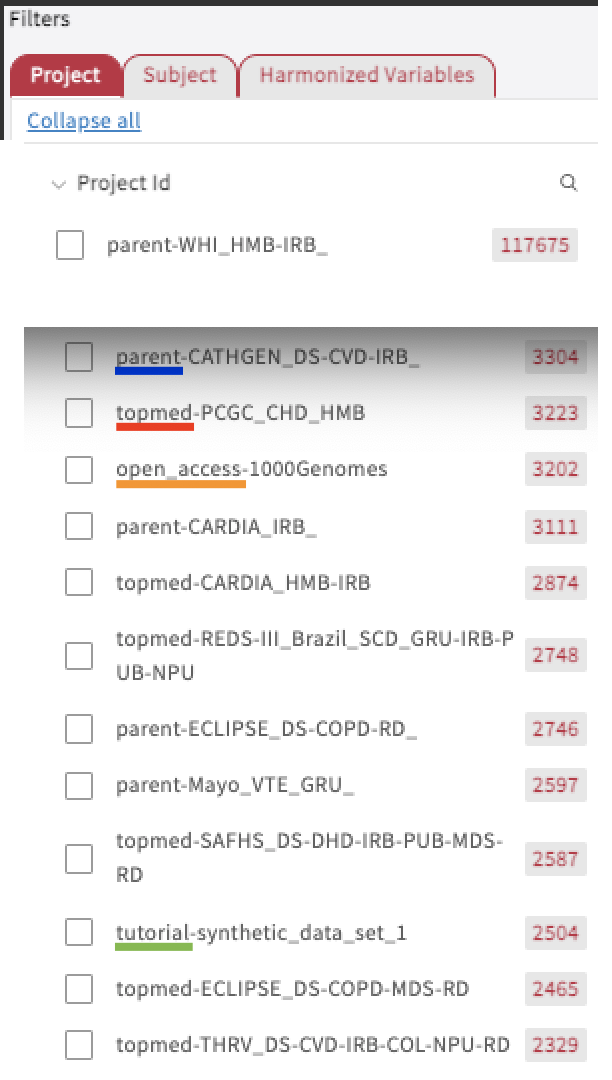 Filters
Project Subject Harmonized Variables
Collapse all
Project Id
parent-WHI_HMB-IRB_ 117675
parent-CATHGEN_DS-CVD-IRB_ 3304
topmed-PCGC_CHD_HMB 3223
open_access-1000Genomes 3202
parent-CARDIA_IRB_ 3111
topmed-CARDIA_HMB-IRB 2874
topmed-REDS-III_Brazil_SCD_GRU-IRB-P 2748
UB-NPU
parent-ECLIPSE_DS-COPD-RD_ 2746
parent-Mayo_VTE_GRU_ 2597
topmed-SAFHS_DS-DHD-IRB-PUB-MDS- 2587
RD
tutorial-synthetic_data_set_1 2504
topmed-ECLIPSE_DS-COPD-MDS-RD 2465
topmed-THRV_DS-CVD-IRB-COL-NPU-RD 2329